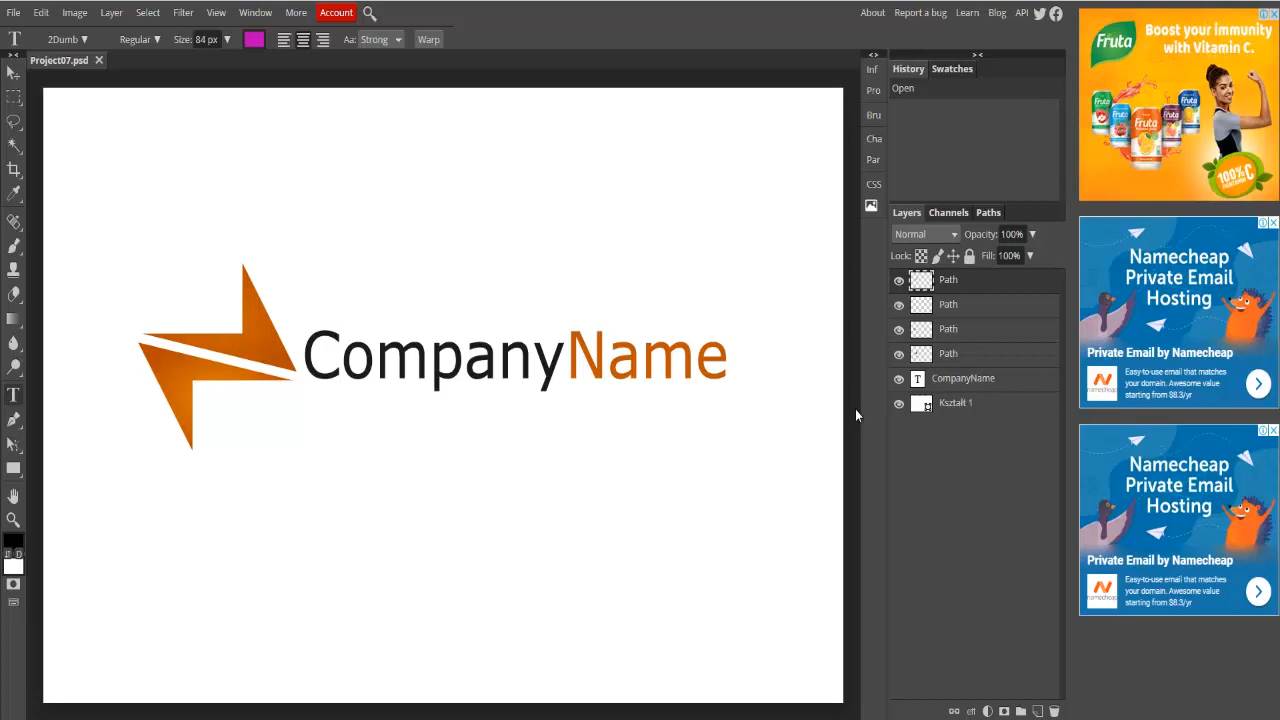 File Edit Image Layer Select Filter View Window More Account About Report a bug Learn Blog API
2Dumb Regular Size: 84 px Aa: Strong Warp
Project07.psd
Inf
Pro
Bru
Cha
Par
CSS
History Swatches
Open
Layers Channels Paths
Normal Opacity: 100%
Lock: Fill: 100%
Path
Path
Path
Path
T CompanyName
Kształt 1
eff
CompanyName
Fruta
Boost your immunity
with Vitamin C.
Fruta
100%
Namecheap
Private Email
Hosting
Private Email by Namecheap
Easy-to-use email that matches
your domain. Awesome value
starting from $8.3/yr
namecheap
Namecheap
Private Email
Hosting
Private Email by Namecheap
Easy-to-use email that matches
your domain. Awesome value
starting from $8.3/yr
namecheap